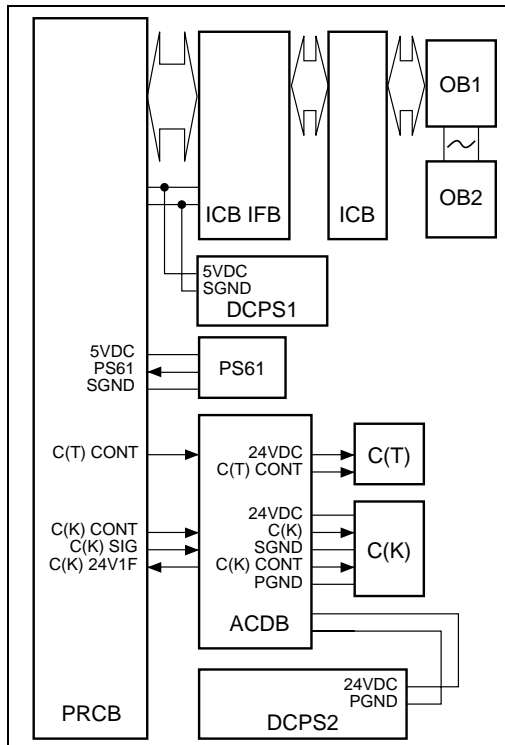 OB1
OB2
ICB IFB
ICB
5VDC
SGND
DCPS1
5VDC
PS61
SGND
PS61
C(T) CONT
24VDC
C(T) CONT
C(T)
C(K) CONT
C(K) SIG
C(K) 24V1F
24VDC
C(K)
SGND
C(K) CONT
PGND
C(K)
ACDB
24VDC
PGND
DCPS2
PRCB